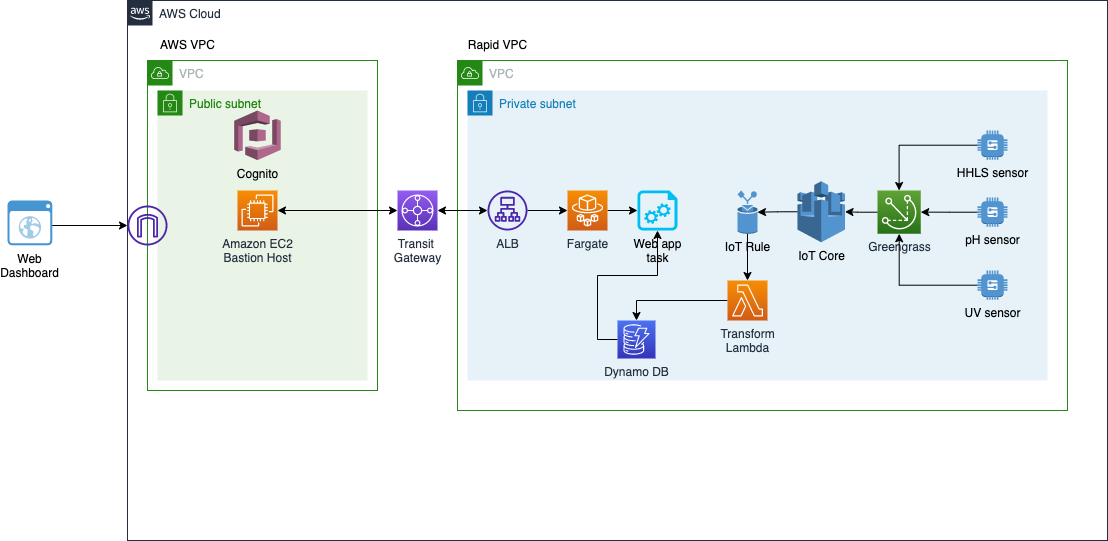 aws
AWS Cloud
AWS VPC
Rapid VPC
VPC
VPC
Public subnet
Private subnet
Cognito
HHLS sensor
Web
Dashboard
Amazon EC2
Bastion Host
Transit
Gateway
ALB
Fargate
Web app
task
IoT Rule
IoT Core
Greengrass
pH sensor
UV sensor
Transform
Lambda
Dynamo DB